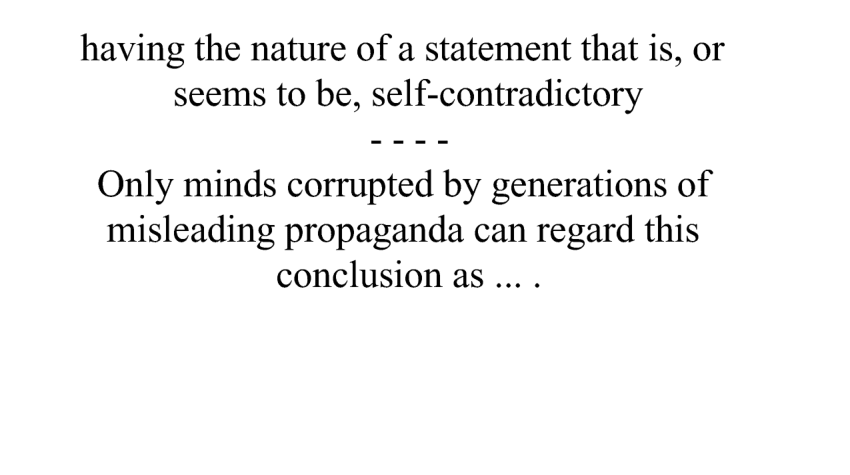 having the nature of a statement that is, or
seems to be, self-contradictory
- - - -
Only minds corrupted by generations of
misleading propaganda can regard this
conclusion as ... .